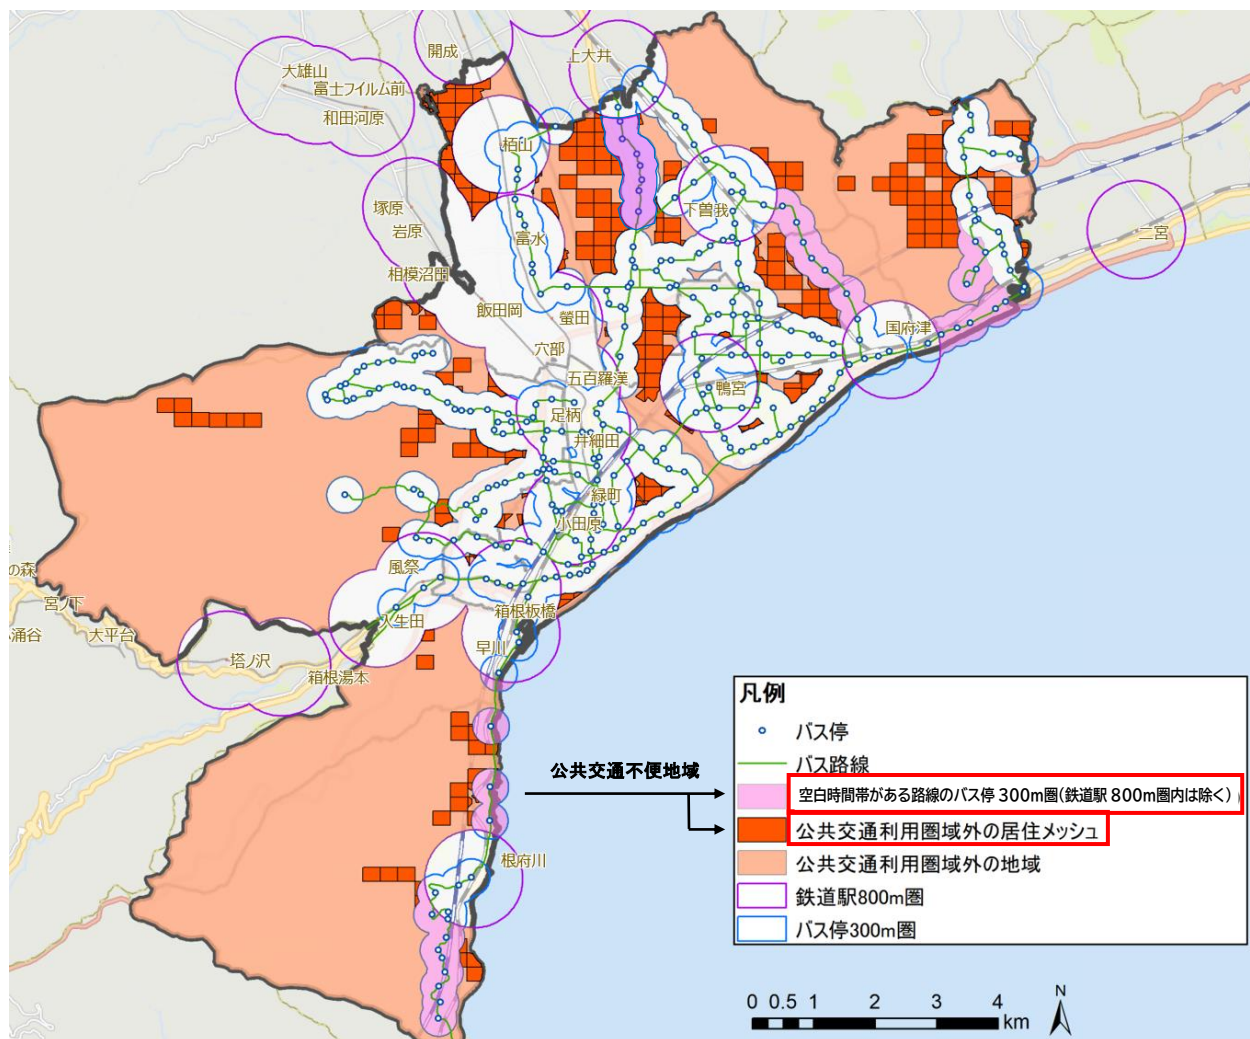 開成
上大井
大雄山
富士フイルム前
和田河原
栢山
塚原
下曽我
岩原
富水
二宮
相模沼田
飯田岡
螢田
国府津
穴部
五百羅漢
鴨宮
足柄
井細田
緑町
小田原
風祭
の森
宮ノ下
箱根板橋
入生田
涌谷
大平台
早川
塔ノ沢
箱根湯本
根府川
公共交通不便地域
凡例
バス停
バス路線
空白時間帯がある路線のバス停300m圏(鉄道駅800m圏内は除く)
公共交通利用圏域外の居住メッシュ
公共交通利用圏域外の地域
鉄道駅800m圏
バス停300m圏
0 0.5 1 2 3 4
km
N